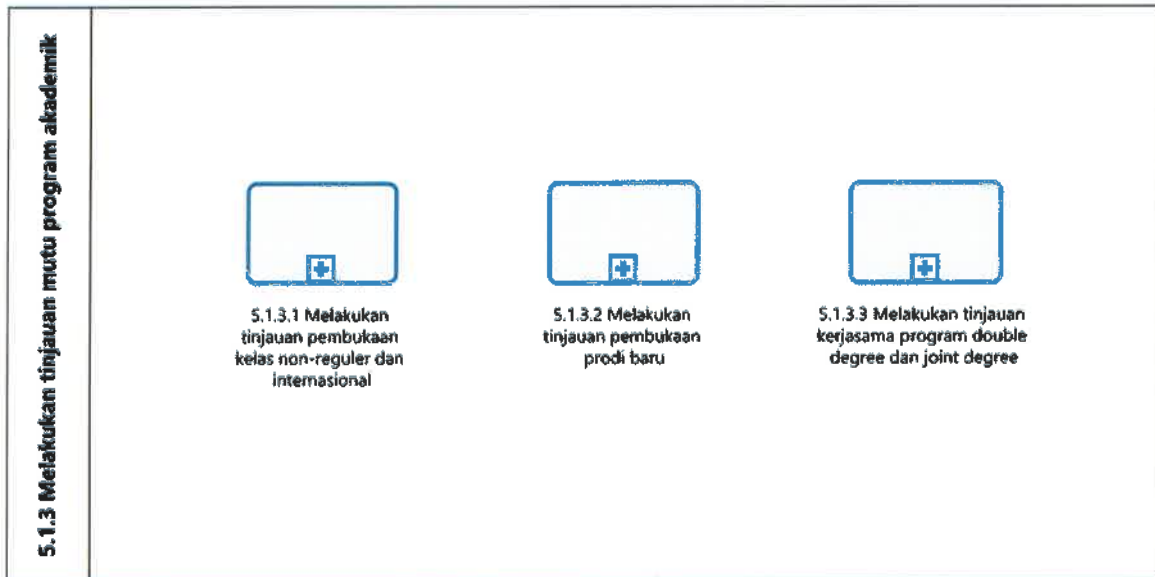 5.1.3 Melakukan tinjauan mutu program akademik
5.1.3.1 Melakukan
tinjauan pembukaan
kelas non-reguler dan
internasional
5.1.3.2 Melakukan
tinjauan pembukaan
prodi baru
5.1.3.3 Melakukan tinjauan
kerjasama program double
degree dan joint degree